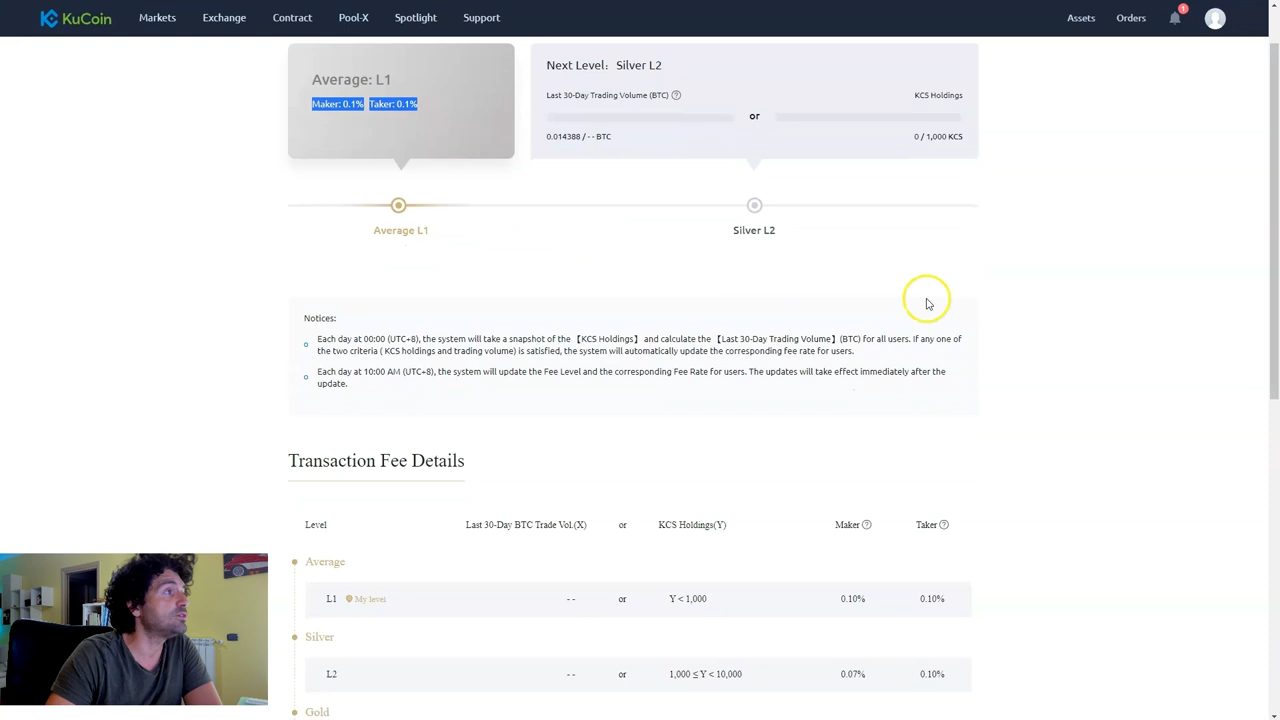 KuCoin Markets Exchange Contract Pool-X Spotlight Support Assets Orders 1
Average: L1
Maker: 0.1% Taker: 0.1%
Next Level: Silver L2
Last 30-Day Trading Volume (BTC) ? KCS Holdings
or
0.014388 / - - BTC 0 / 1,000 KCS
Average L1 Silver L2
Notices:
Each day at 00:00 (UTC+8), the system will take a snapshot of the 【KCS Holdings】 and calculate the 【Last 30-Day Trading Volume】(BTC) for all users. If any one of
the two criteria ( KCS holdings and trading volume) is satisfied, the system will automatically update the corresponding fee rate for users.
Each day at 10:00 AM (UTC+8), the system will update the Fee Level and the corresponding Fee Rate for users. The updates will take effect immediately after the
update.
Transaction Fee Details
Level Last 30-Day BTC Trade Vol.(X) or KCS Holdings(Y) Maker ? Taker ?
Average
L1 My level - - or Y < 1,000 0.10% 0.10%
Silver
L2 - - or 1,000 ≤ Y < 10,000 0.07% 0.10%
Gold